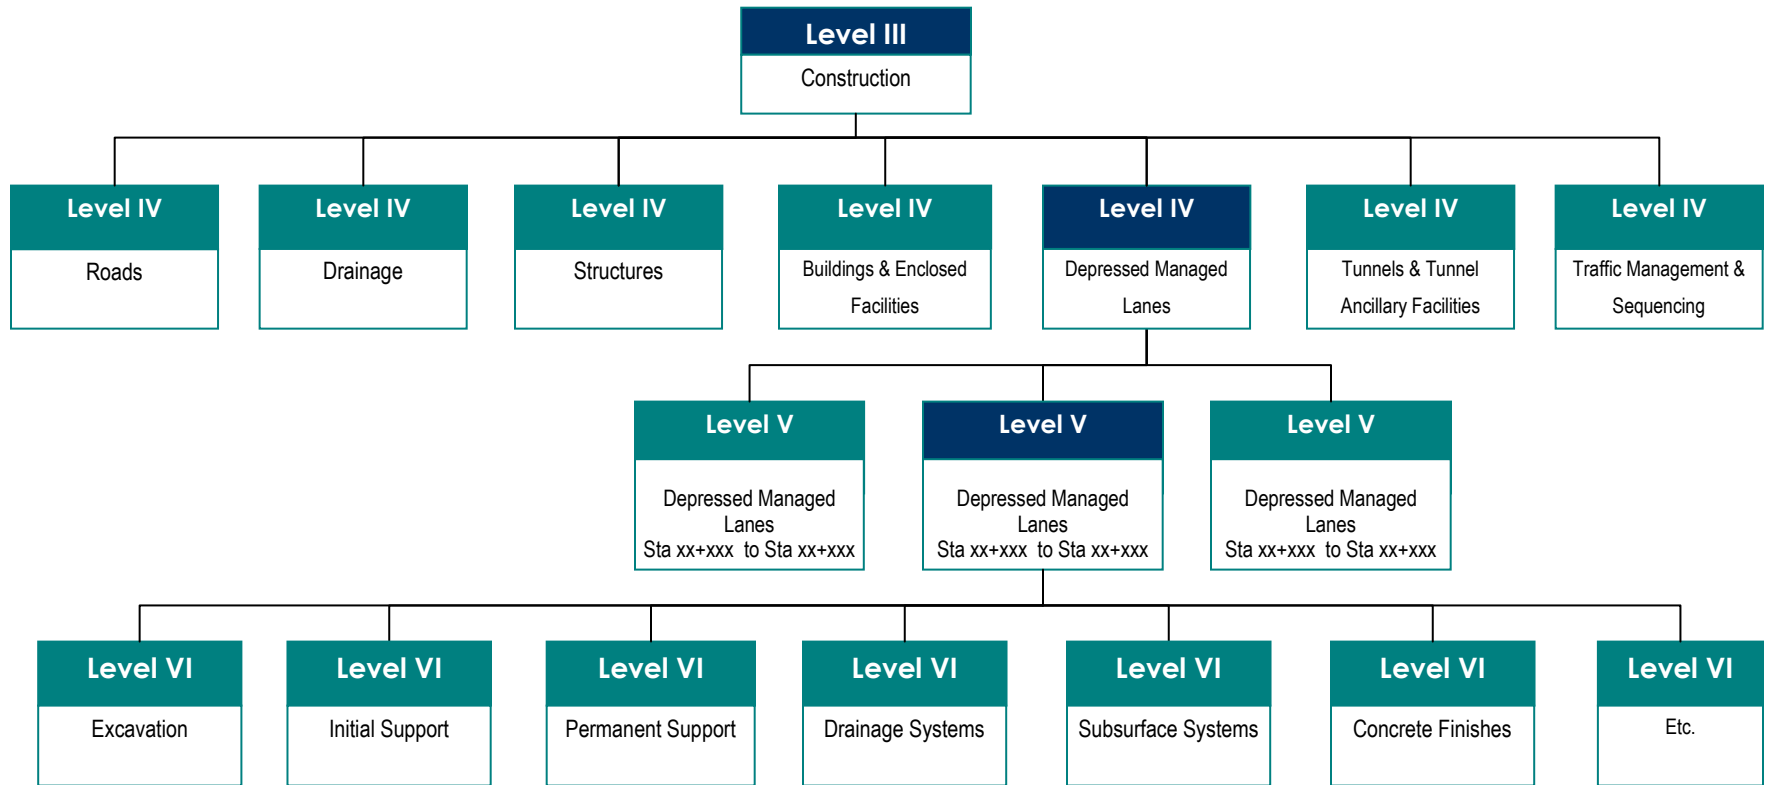 Level III
Construction
Level IV
Roads
Level IV
Drainage
Level IV
Structures
Level IV
Buildings & Enclosed
Facilities
Level IV
Depressed Managed
Lanes
Level IV
Tunnels & Tunnel
Ancillary Facilities
Level IV
Traffic Management &
Sequencing
Level V
Depressed Managed
Lanes
Sta xx+xxx to Sta xx+xxx
Level V
Depressed Managed
Lanes
Sta xx+xxx to Sta xx+xxx
Level V
Depressed Managed
Lanes
Sta xx+xxx to Sta xx+xxx
Level VI
Excavation
Level VI
Initial Support
Level VI
Permanent Support
Level VI
Drainage Systems
Level VI
Subsurface Systems
Level VI
Concrete Finishes
Level VI
Etc.